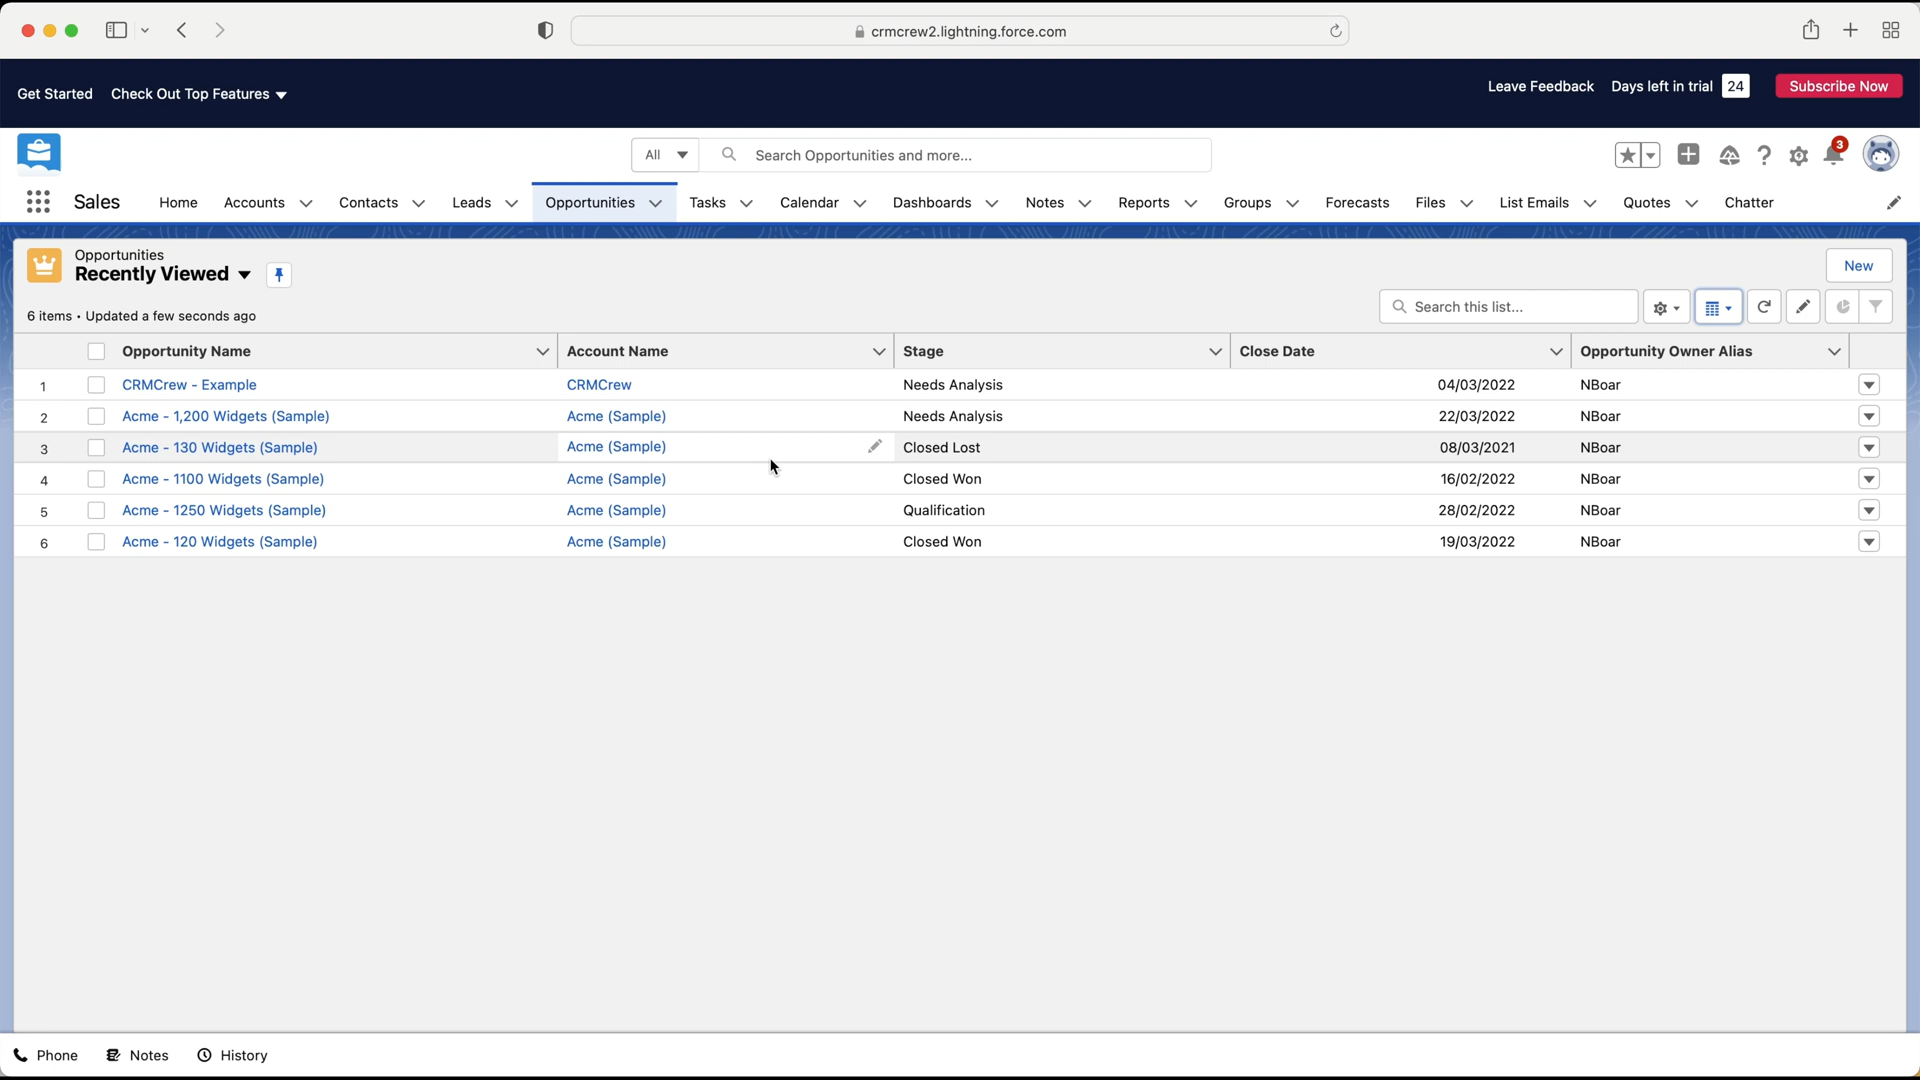 crmcrew2.lightning.force.com
Get Started Check Out Top Features Leave Feedback Days left in trial 24 Subscribe Now
All Search Opportunities and more... 3
Sales Home Accounts Contacts Leads Opportunities Tasks Calendar Dashboards Notes Reports Groups Forecasts Files List Emails Quotes Chatter
Opportunities
Recently Viewed New
6 items • Updated a few seconds ago Search this list...
Opportunity Name Account Name Stage Close Date Opportunity Owner Alias
1 CRMCrew - Example CRMCrew Needs Analysis 04/03/2022 NBoar
2 Acme - 1,200 Widgets (Sample) Acme (Sample) Needs Analysis 22/03/2022 NBoar
3 Acme - 130 Widgets (Sample) Acme (Sample) Closed Lost 08/03/2021 NBoar
4 Acme - 1100 Widgets (Sample) Acme (Sample) Closed Won 16/02/2022 NBoar
5 Acme - 1250 Widgets (Sample) Acme (Sample) Qualification 28/02/2022 NBoar
6 Acme - 120 Widgets (Sample) Acme (Sample) Closed Won 19/03/2022 NBoar
Phone Notes History